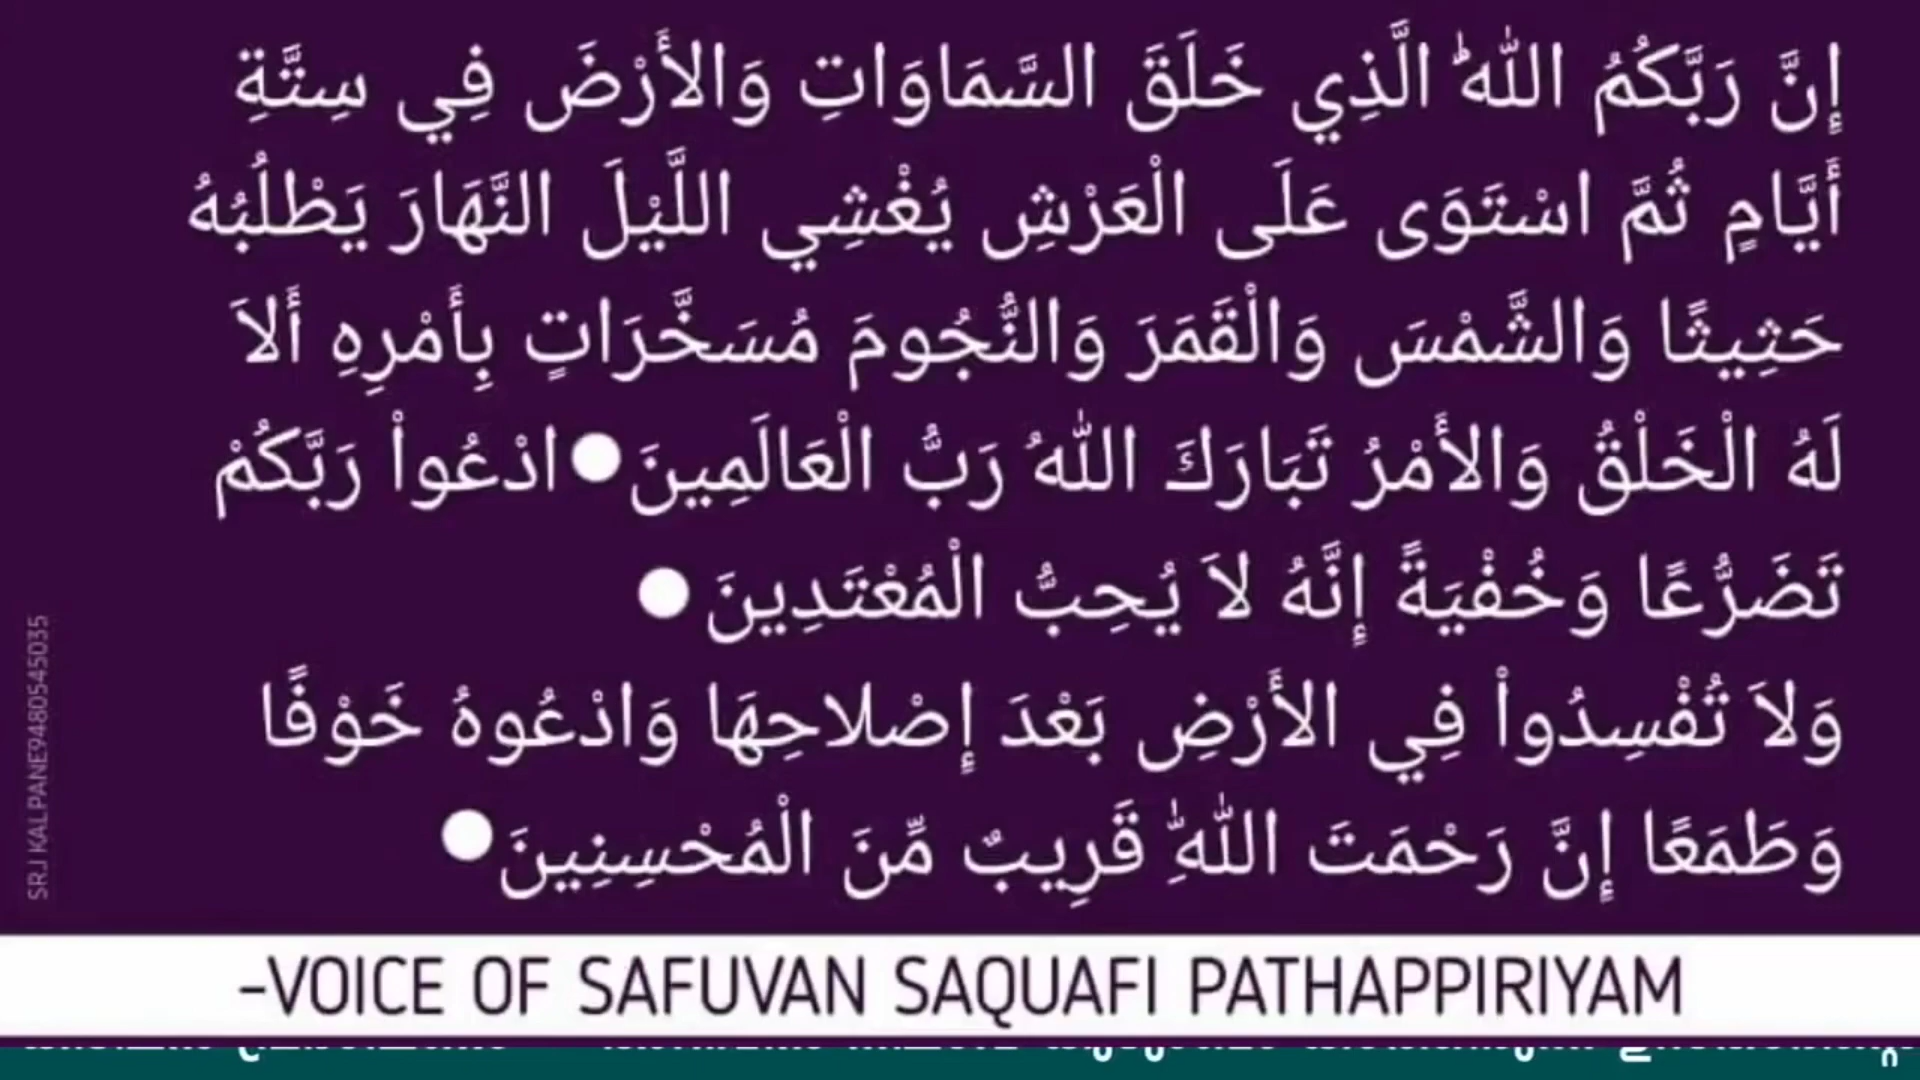 إِنَّ رَبَّكُمُ اللّٰهُ الَّذِي خَلَقَ السَّمَاوَاتِ وَالأَرْضَ فِي سِتَّةِ
أَيَّامٍ ثُمَّ اسْتَوَى عَلَى الْعَرْشِ يُغْشِي اللَّيْلَ النَّهَارَ يَطْلُبُهُ
حَثِيثًا وَالشَّمْسَ وَالْقَمَرَ وَالنُّجُومَ مُسَخَّرَاتٍ بِأَمْرِهِ أَلاَ
لَهُ الْخَلْقُ وَالأَمْرُ تَبَارَكَ اللّٰهُ رَبُّ الْعَالَمِينَ●ادْعُواْ رَبَّكُمْ
تَضَرُّعًا وَخُفْيَةً إِنَّهُ لاَ يُحِبُّ الْمُعْتَدِينَ●
وَلاَ تُفْسِدُواْ فِي الأَرْضِ بَعْدَ إِصْلاحِهَا وَادْعُوهُ خَوْفًا
وَطَمَعًا إِنَّ رَحْمَتَ اللّٰهِ قَرِيبٌ مِّنَ الْمُحْسِنِينَ●
SRJ KALPANE9480545035
-VOICE OF SAFUVAN SAQUAFI PATHAPPIRIYAM